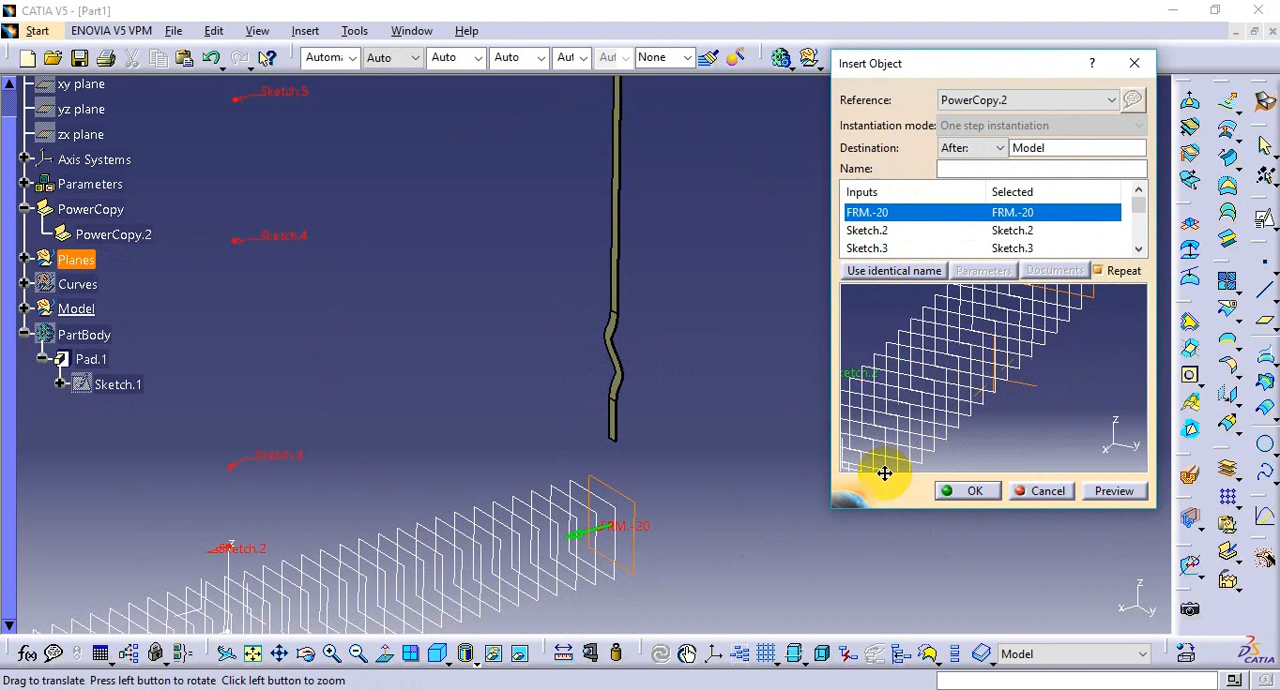 CATIA V5 - [Part1]
Start ENOVIA V5 VPM File Edit View Insert Tools Window Help
Autom Auto Auto Auto Aut Aut None
xy plane
yz plane
zx plane
Axis Systems
Parameters
PowerCopy
PowerCopy.2
Planes
Curves
Model
PartBody
Pad.1
Sketch.1
Sketch.5
Sketch.4
Sketch.3
Sketch.2
z
FRM.-20
z
x
y
Insert Object
?
Reference: PowerCopy.2
Instantiation mode: One step instantiation
Destination: After: Model
Name:
Inputs Selected
FRM.-20 FRM.-20
Sketch.2 Sketch.2
Sketch.3 Sketch.3
Use identical name Parameters Documents Repeat
ketch.2
z
x
y
OK Cancel Preview
f(x)
Model
DS CATIA
Drag to translate Press left button to rotate Click left button to zoom